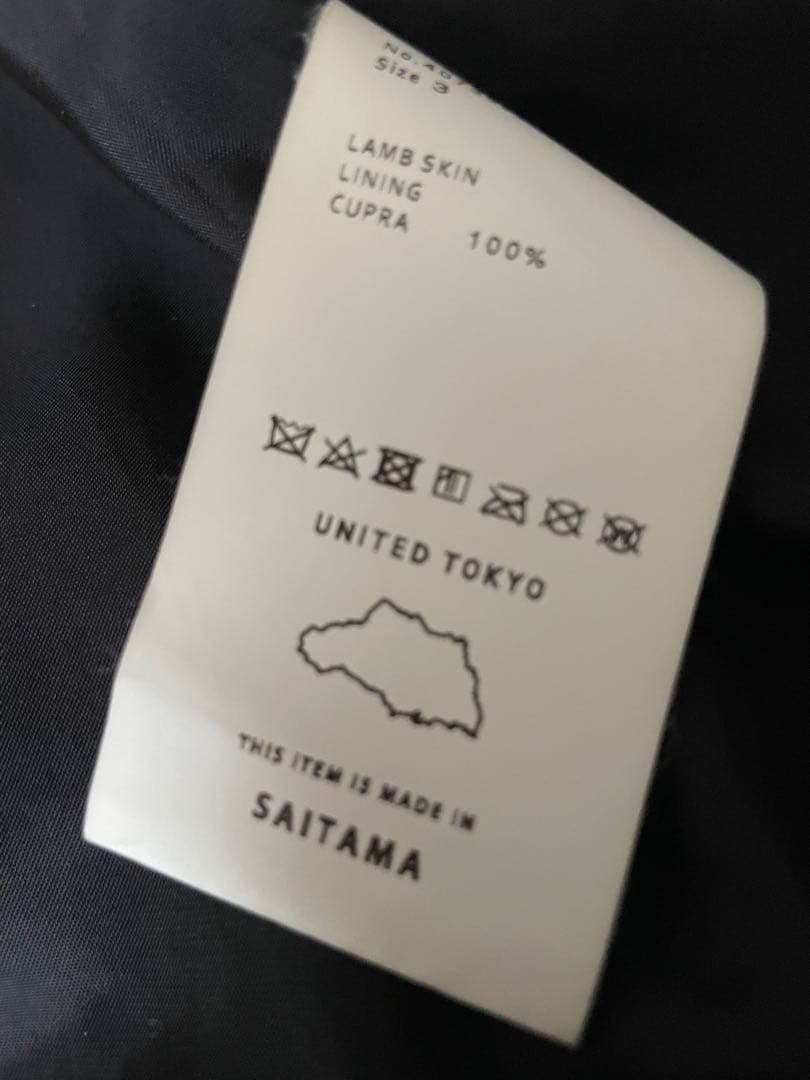 Size 3
LAMB SKIN
LINING
CUPRA 100%
UNITED TOKYO
THIS ITEM IS MADE IN
SAITAMA